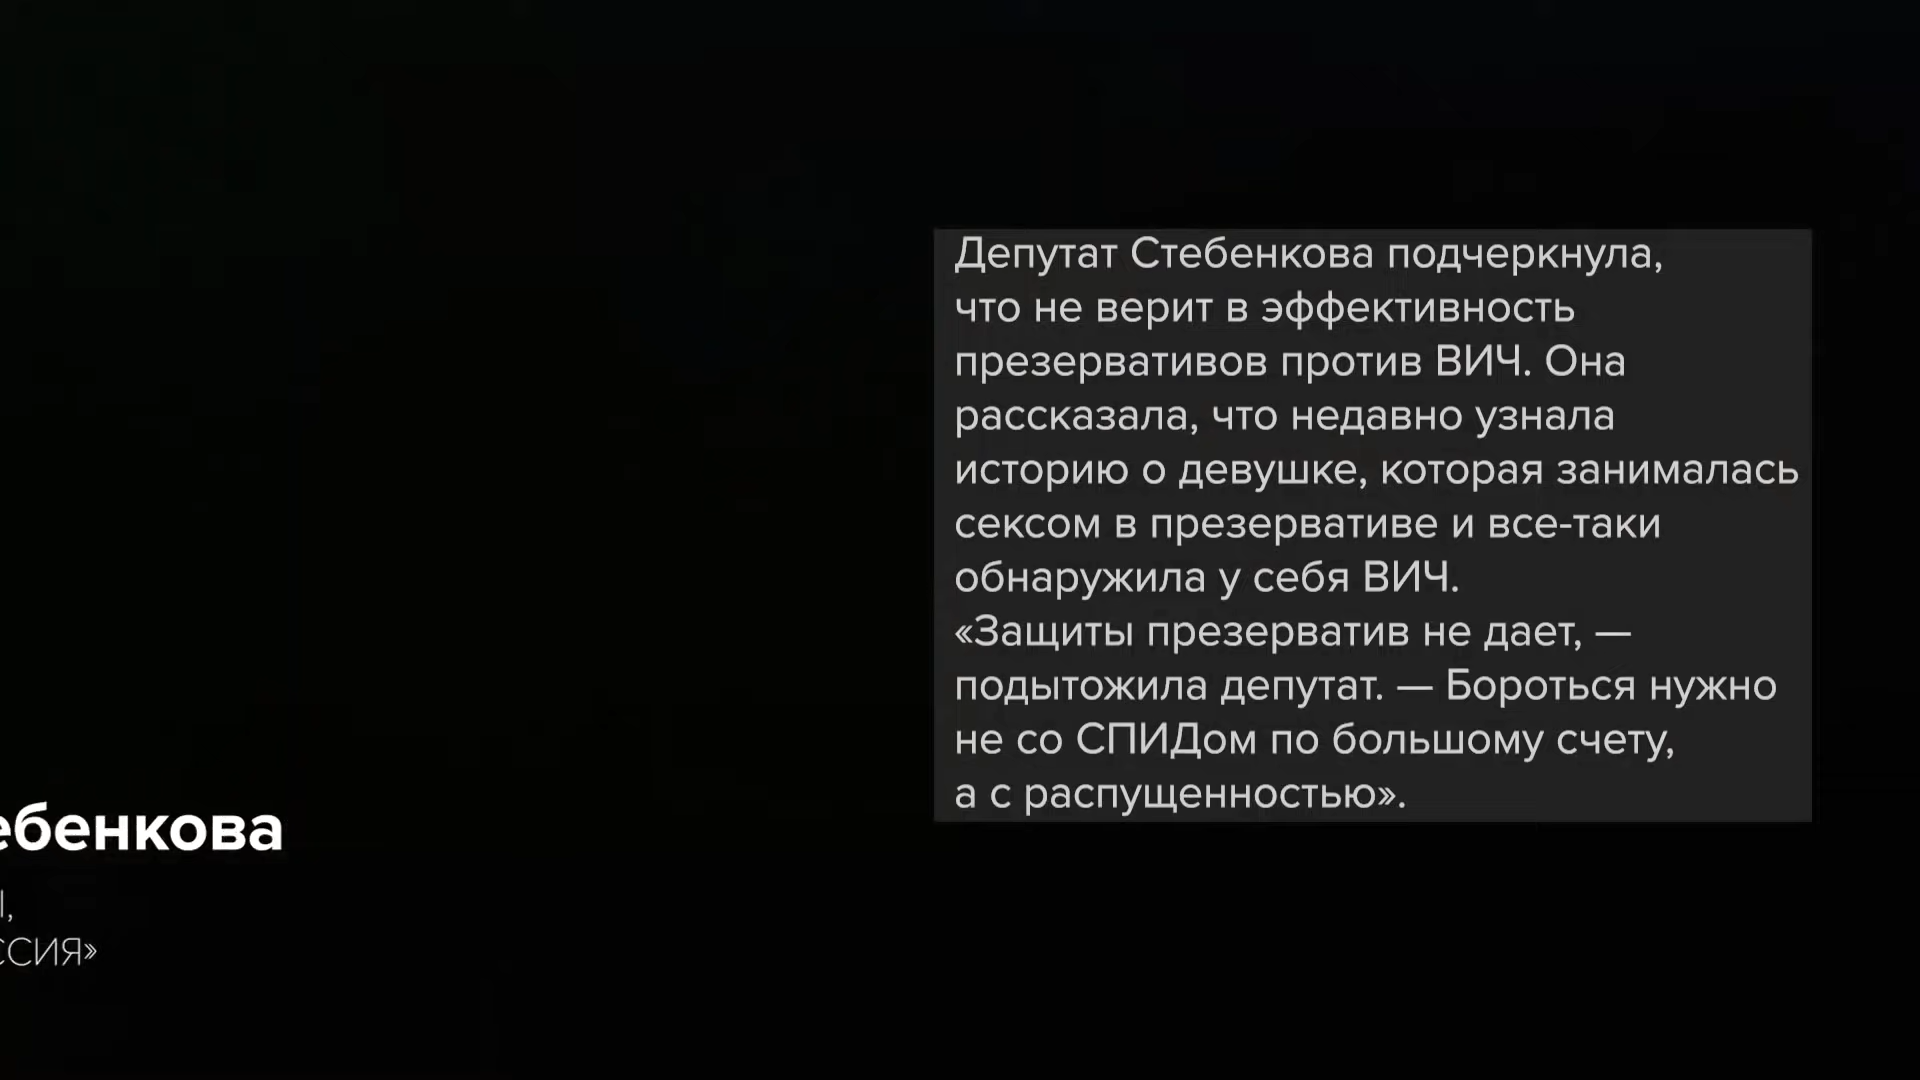 Депутат Стебенкова подчеркнула,
что не верит в эффективность
презервативов против ВИЧ. Она
рассказала, что недавно узнала
историю о девушке, которая занималась
сексом в презервативе и все-таки
обнаружила у себя ВИЧ.
«Защиты презерватив не дает, —
подытожила депутат. — Бороться нужно
не со СПИДом по большому счету,
а с распущенностью».
ебенкова
ССИЯ»